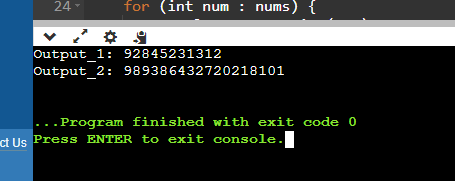 24 for (int num : nums) {
Output_1: 92845231312
Output_2: 989386432720218101
...Program finished with exit code 0
Press ENTER to exit console.
ct Us